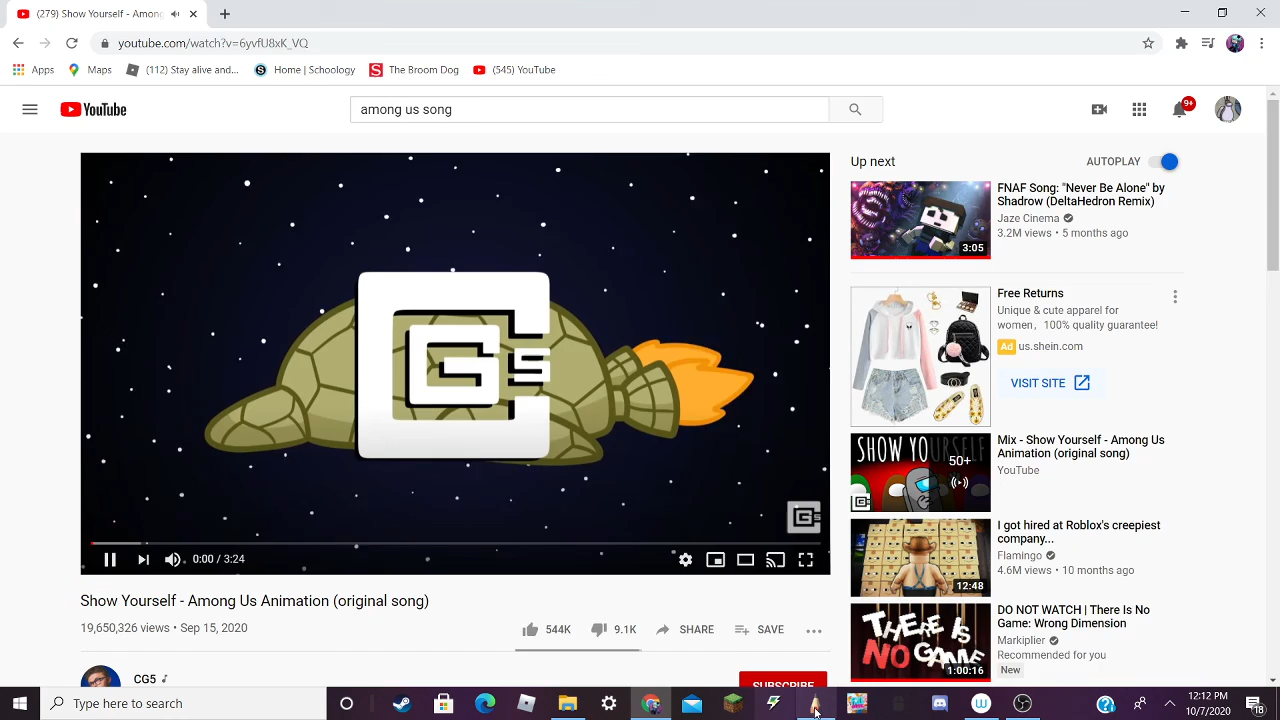 (279) Show Yourself - Among
youtube.com/watch?v=6yvfU8xK_VQ
Apps
Maps
(112) Stay alive and...
Home | Schoology
The Broom Dog
(545) YouTube
YouTube
among us song
9+
Up next
AUTOPLAY
FNAF Song: "Never Be Alone" by
Shadrow (DeltaHedron Remix)
Jaze Cinema
3.2M views • 5 months ago
3:05
Free Returns
Unique & cute apparel for
women，100% quality guarantee!
Ad us.shein.com
VISIT SITE
SHOW YOURSELF
50+
Mix - Show Yourself - Among Us
Animation (original song)
YouTube
I got hired at Roblox's creepiest
company...
Flamingo
4.6M views • 10 months ago
12:48
THERE IS
NO GAME
DO NOT WATCH | There Is No
Game: Wrong Dimension
Markiplier
Recommended for you
New
1:00:16
0:00 / 3:24
Show Yourself - Among Us Animation (original song)
19,650,326 views • Sep 15, 2020
544K
9.1K
SHARE
SAVE
CG5
SUBSCRIBE
Type here to search
12:12 PM
10/7/2020
18